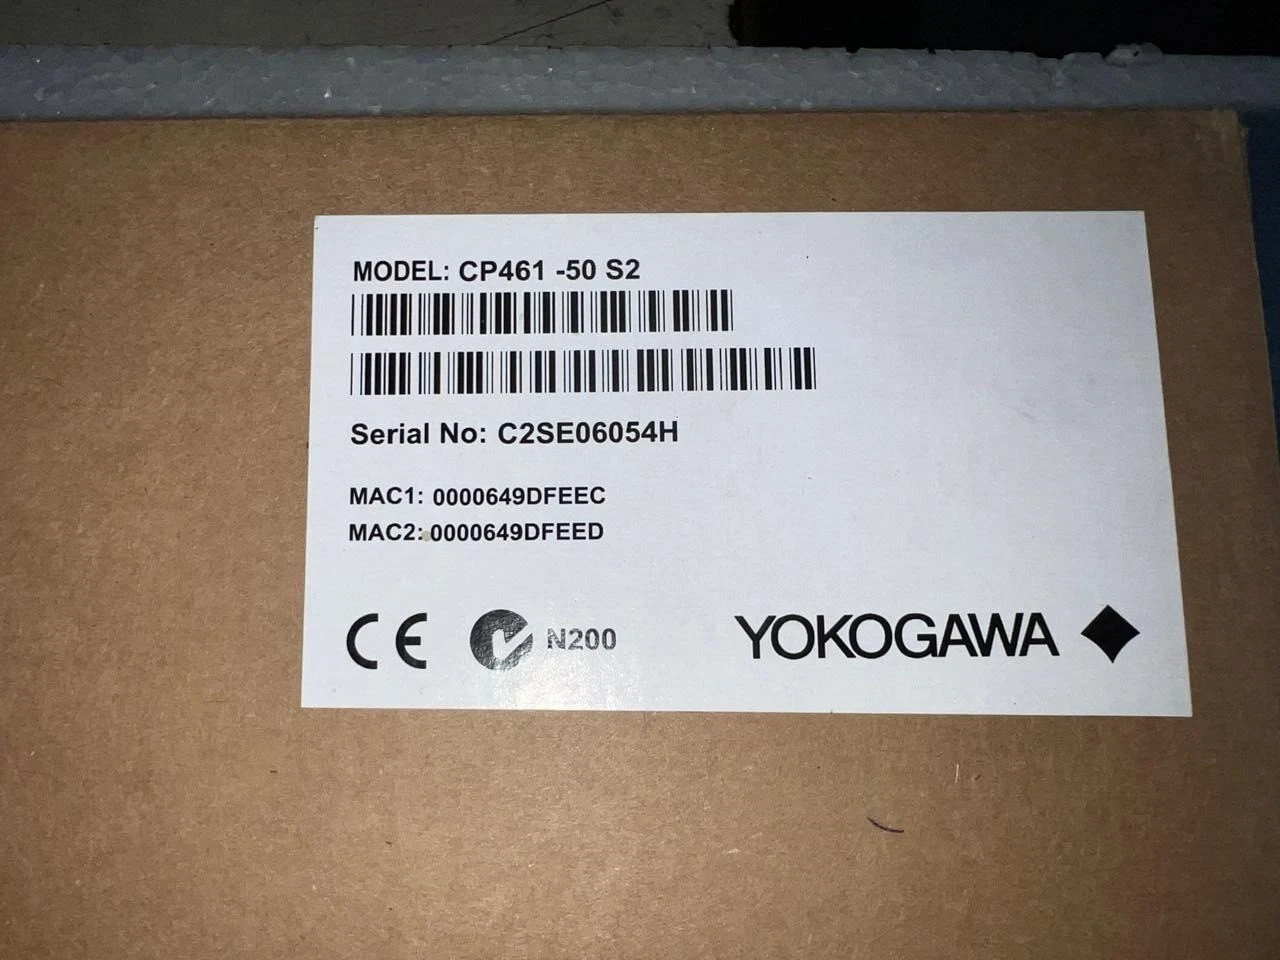 MODEL: CP461 -50 S2
Serial No: C2SE06054H
MAC1: 0000649DFEEC
MAC2: 0000649DFEED
CE N200 YOKOGAWA